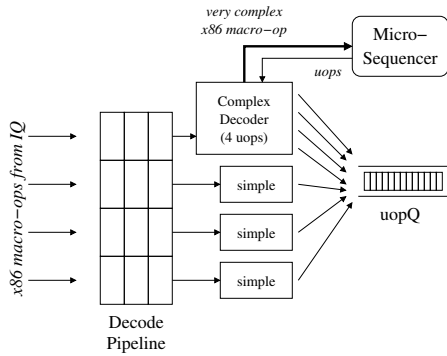 very complex
x86 macro−op
Micro−
Sequencer
uops
Complex
Decoder
(4 uops)
x86 macro−ops from IQ
simple
simple
simple
uopQ
Decode
Pipeline